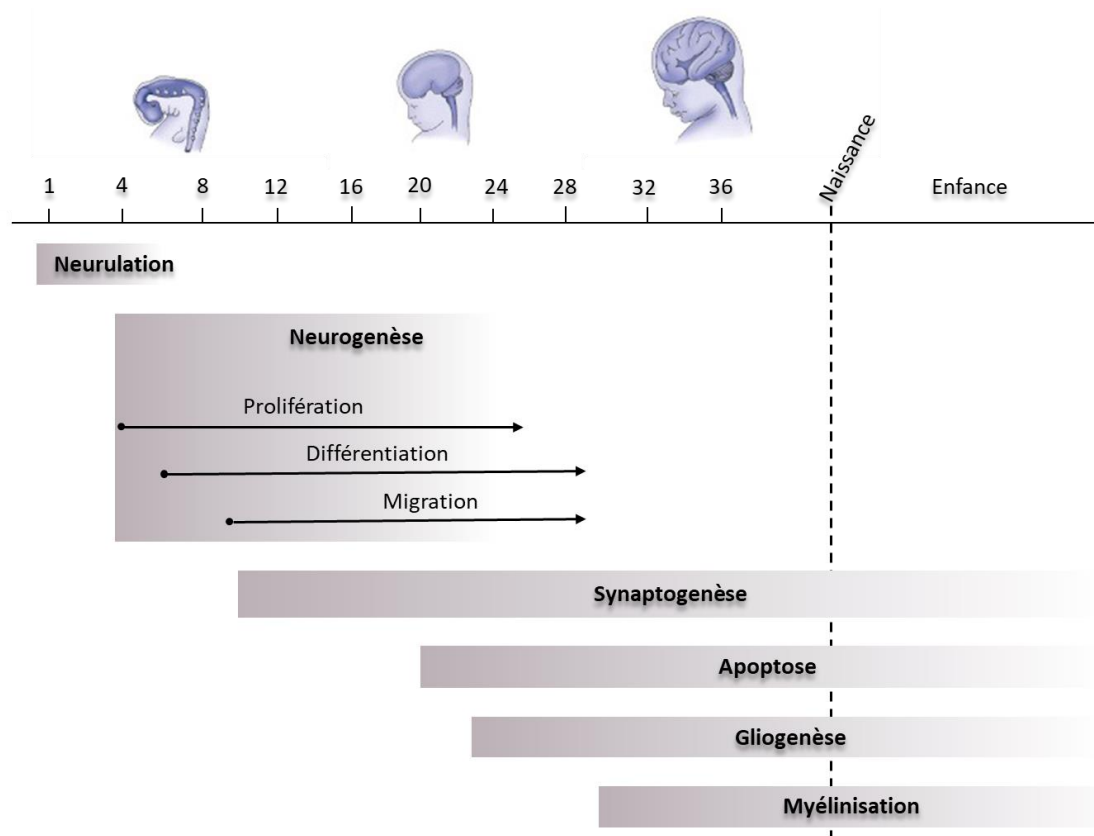 1 4 8 12 16 20 24 28 32 36 Naissance Enfance
Neurulation
Neurogenèse
Prolifération
Différentiation
Migration
Synaptogenèse
Apoptose
Gliogenèse
Myélinisation